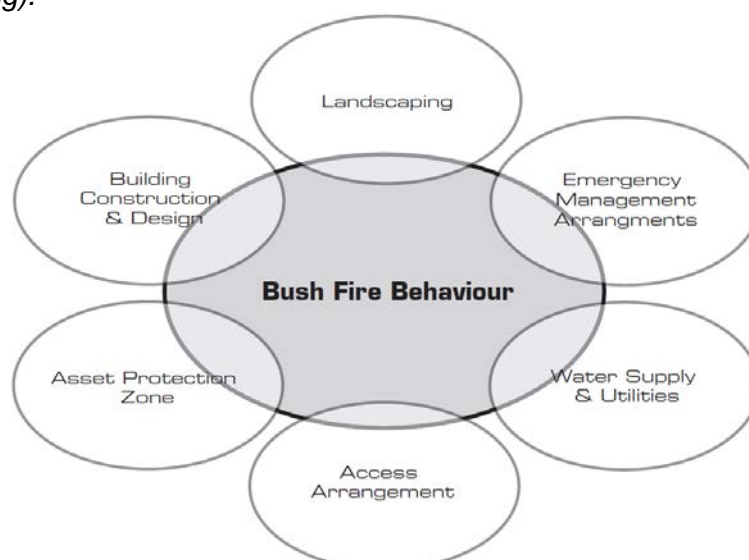 g).
Landscaping
Building
Construction
& Design
Emergency
Management
Arrangments
Bush Fire Behaviour
Asset Protection
Zone
Water Supply
& Utilities
Access
Arrangement